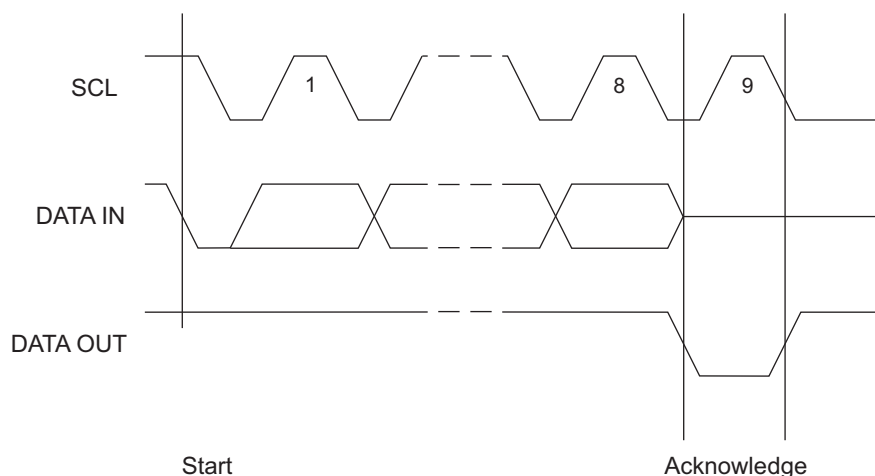 SCL
1
8
9
DATA IN
DATA OUT
Start
Acknowledge